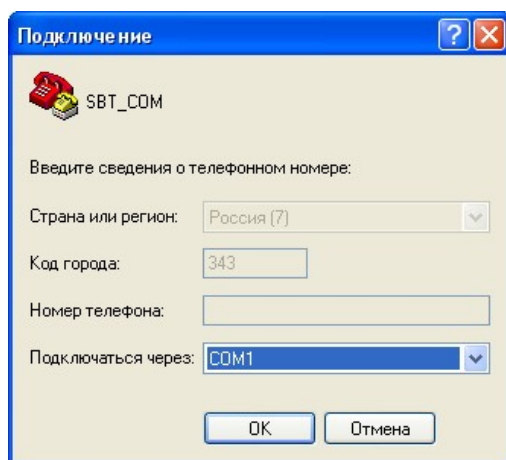 Подключение
SBT_COM
Введите сведения о телефонном номере:
Страна или регион: Россия (7)
Код города: 343
Номер телефона:
Подключаться через: COM1
ОК Отмена